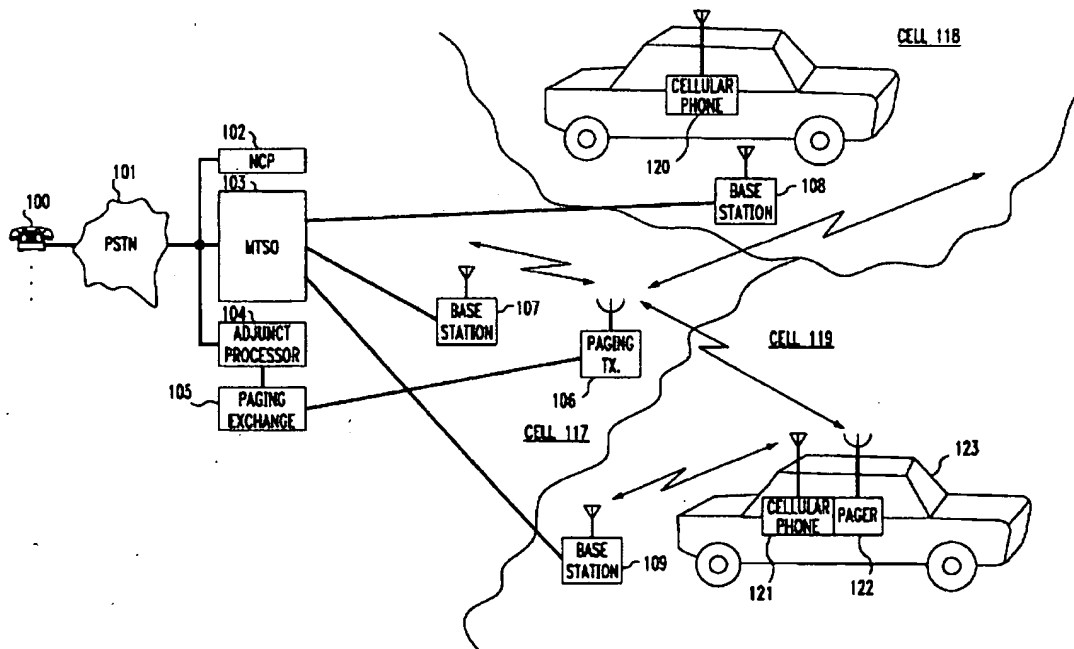 CELL 118
CELLULAR
PHONE
120
102
NCP
103
MTSO
101
PSTN
100
BASE
STATION
108
BASE
STATION
107
104
ADJUNCT
PROCESSOR
105
PAGING
EXCHANGE
PAGING
TX.
106
CELL 119
CELL 117
123
CELLULAR
PHONE
PAGER
121
122
BASE
STATION
109